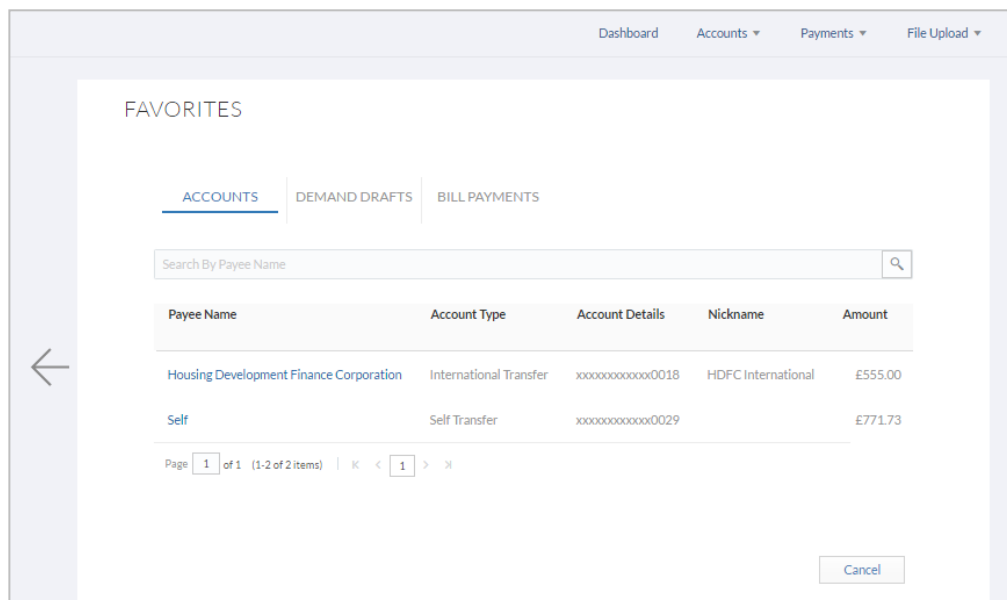 Dashboard Accounts Payments File Upload
FAVORITES
ACCOUNTS DEMAND DRAFTS BILL PAYMENTS
Search By Payee Name
Payee Name Account Type Account Details Nickname Amount
Housing Development Finance Corporation International Transfer xxxxxxxxxxxx0018 HDFC International £555.00
Self Self Transfer xxxxxxxxxxxx0029 £771.73
Page 1 of 1 (1-2 of 2 items) 1
Cancel